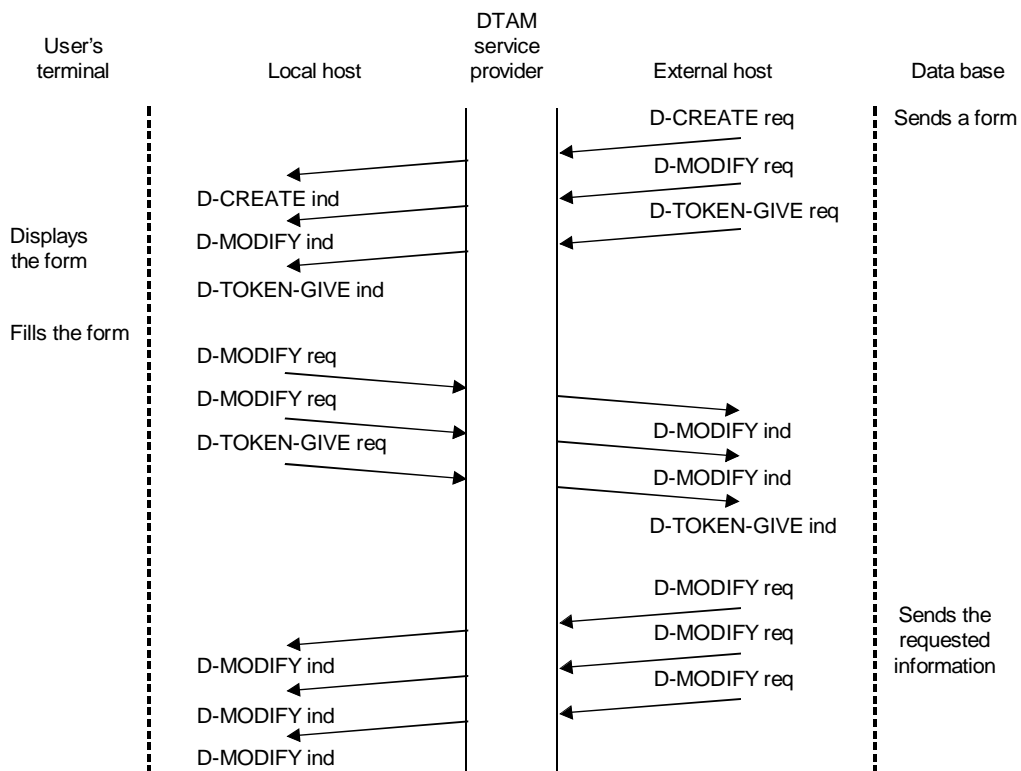 User's
terminal
Local host
DTAM
service
provider
External host
Data base
D-CREATE req
Sends a form
D-MODIFY req
D-CREATE ind
D-TOKEN-GIVE req
Displays
the form
D-MODIFY ind
D-TOKEN-GIVE ind
Fills the form
D-MODIFY req
D-MODIFY req
D-MODIFY ind
D-TOKEN-GIVE req
D-MODIFY ind
D-TOKEN-GIVE ind
D-MODIFY req
Sends the
requested
information
D-MODIFY req
D-MODIFY ind
D-MODIFY req
D-MODIFY ind
D-MODIFY ind